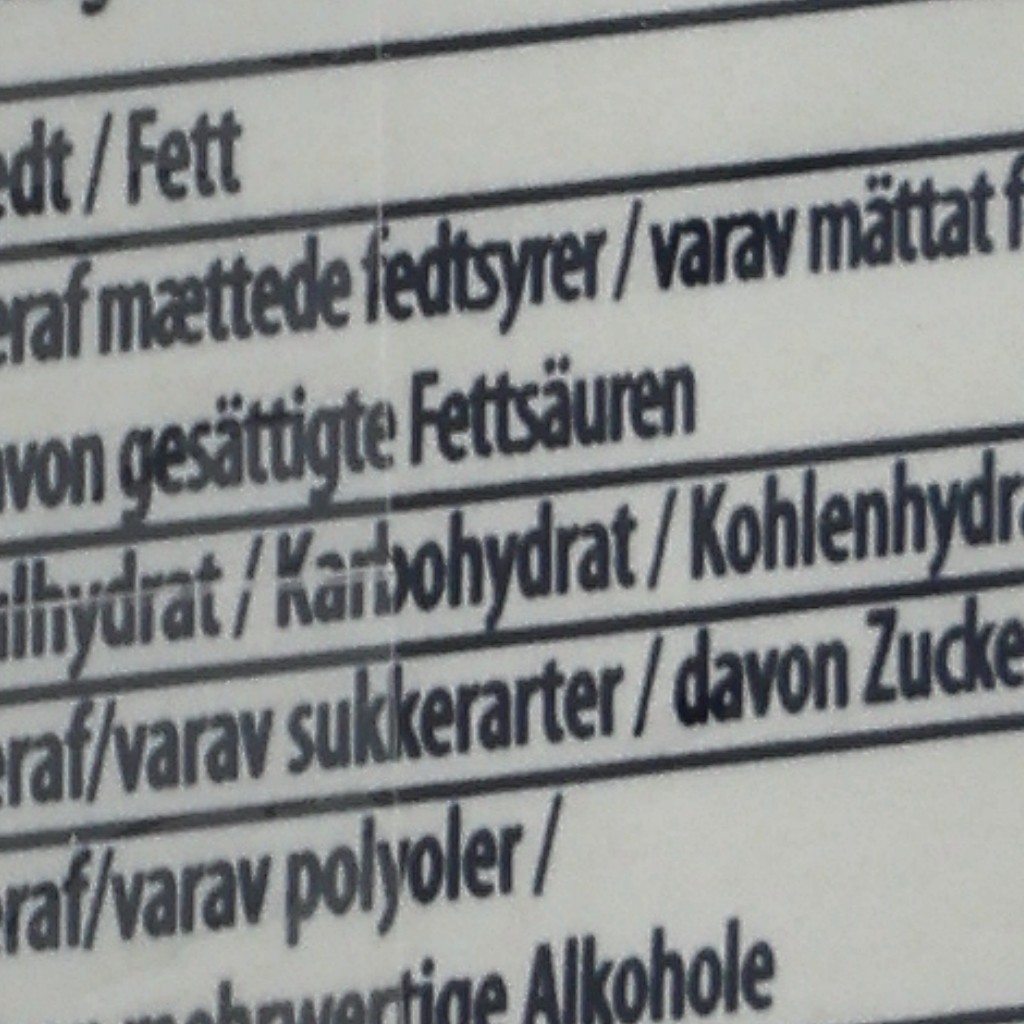 edt / Fett
eraf mættede fedtsyrer / varav mättat f
avon gesättigte Fettsäuren
ulhydrat / Karbohydrat / Kohlenhydra
eraf/varav sukkerarter / davon Zucke
eraf/varav polyoler /
mehrwertige Alkohole